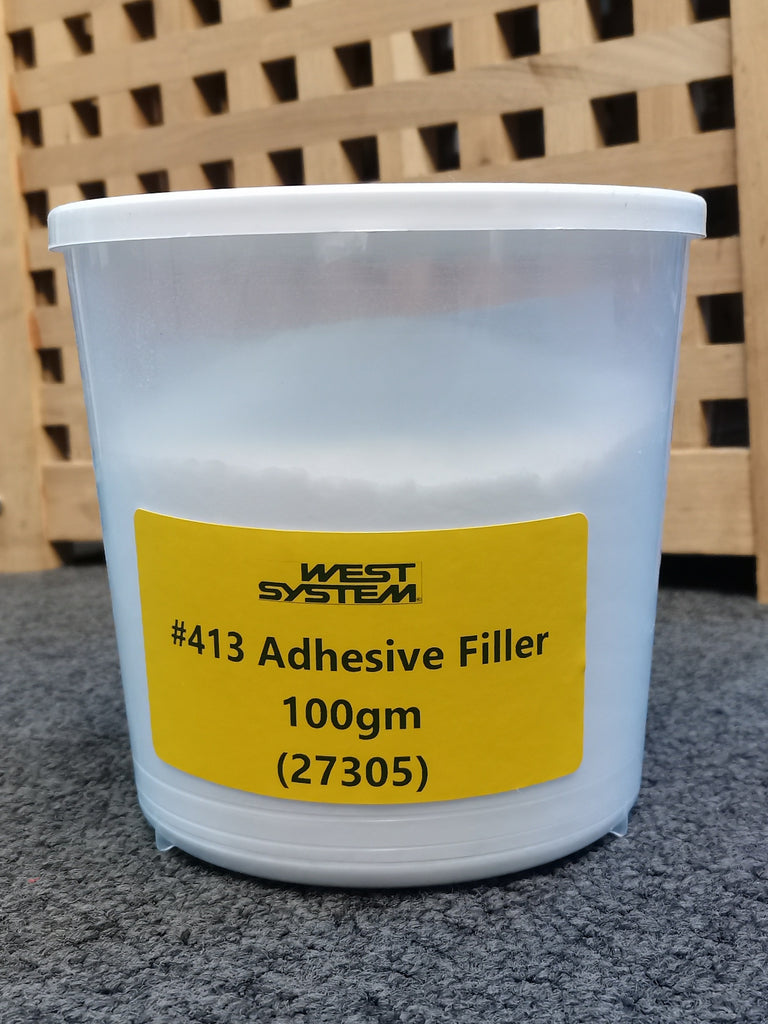 WEST
SYSTEM®
#413 Adhesive Filler
100gm
(27305)